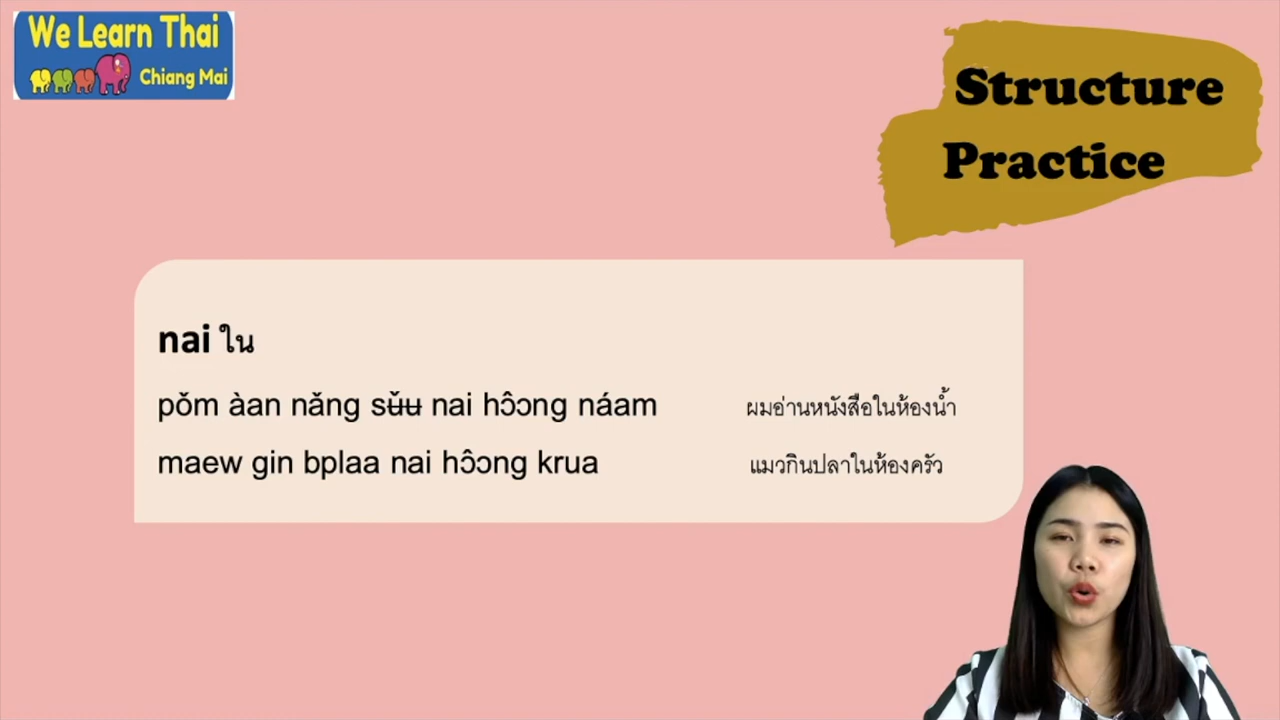 We Learn Thai
Chiang Mai
Structure
Practice
nai ใน
pǒm àan nǎng sʉ̌ʉ nai hɔ̂ɔng náam ผมอ่านหนังสือในห้องน้ำ
maew gin bplaa nai hɔ̂ɔng krua แมวกินปลาในห้องครัว